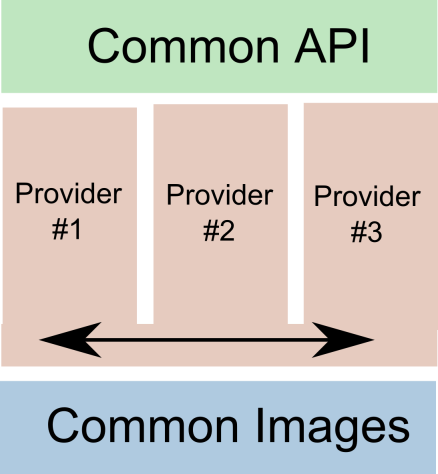 Common API
Provider
#1
Provider
#2
Provider
#3
Common Images